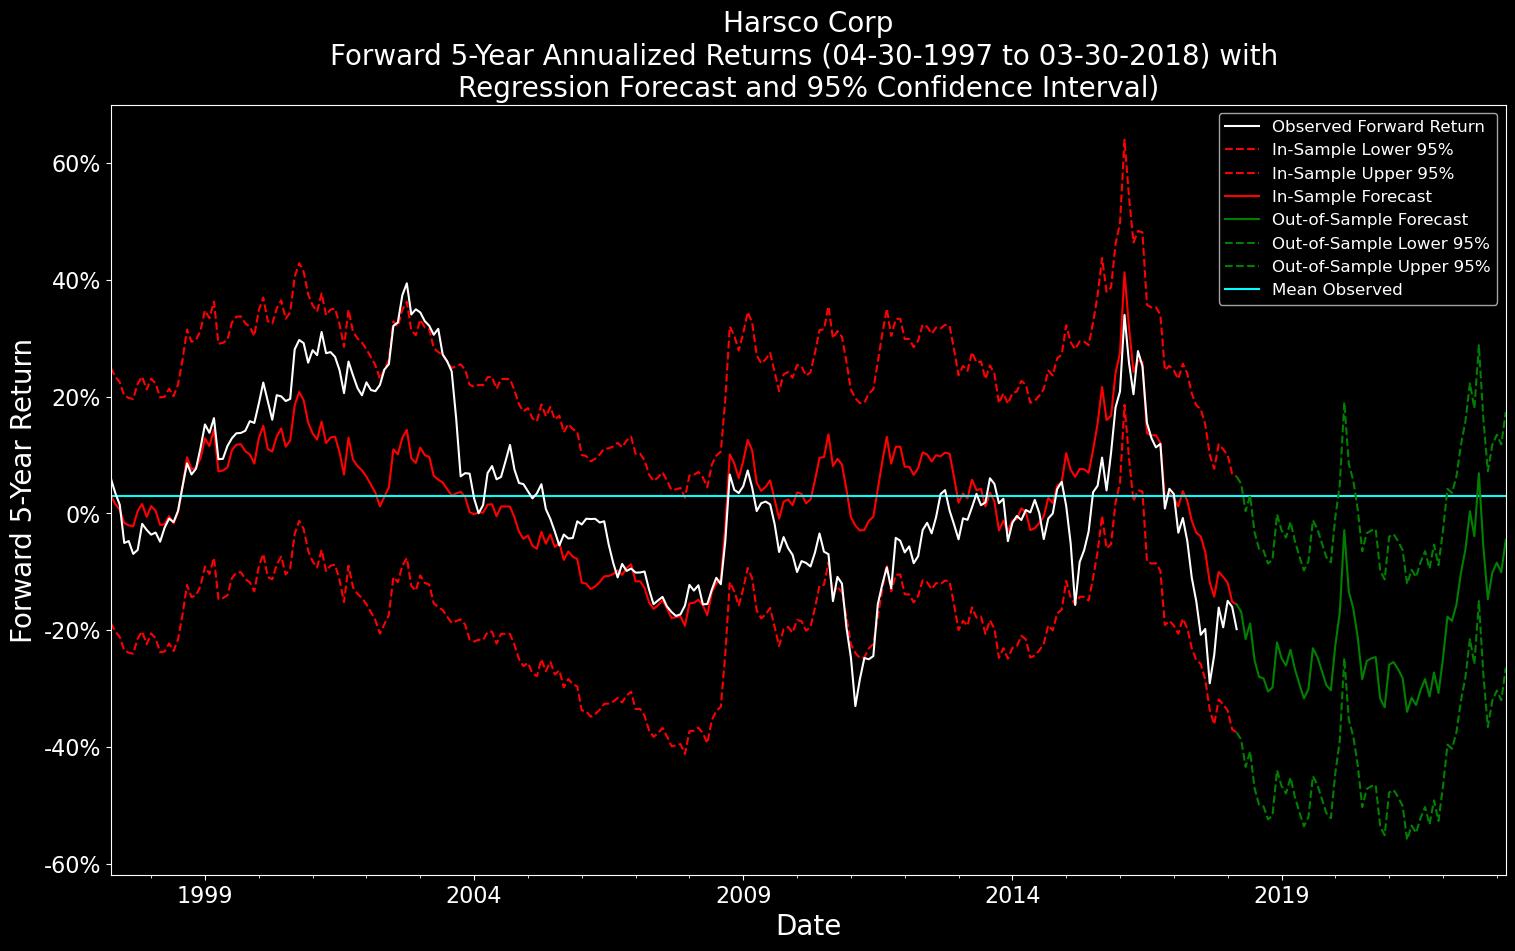 Harsco Corp
Forward 5-Year Annualized Returns (04-30-1997 to 03-30-2018) with
Regression Forecast and 95% Confidence Interval)
Forward 5-Year Return
60%
40%
20%
0%
-20%
-40%
-60%
Observed Forward Return
In-Sample Lower 95%
In-Sample Upper 95%
In-Sample Forecast
Out-of-Sample Forecast
Out-of-Sample Lower 95%
Out-of-Sample Upper 95%
Mean Observed
1999
2004
2009
2014
2019
Date